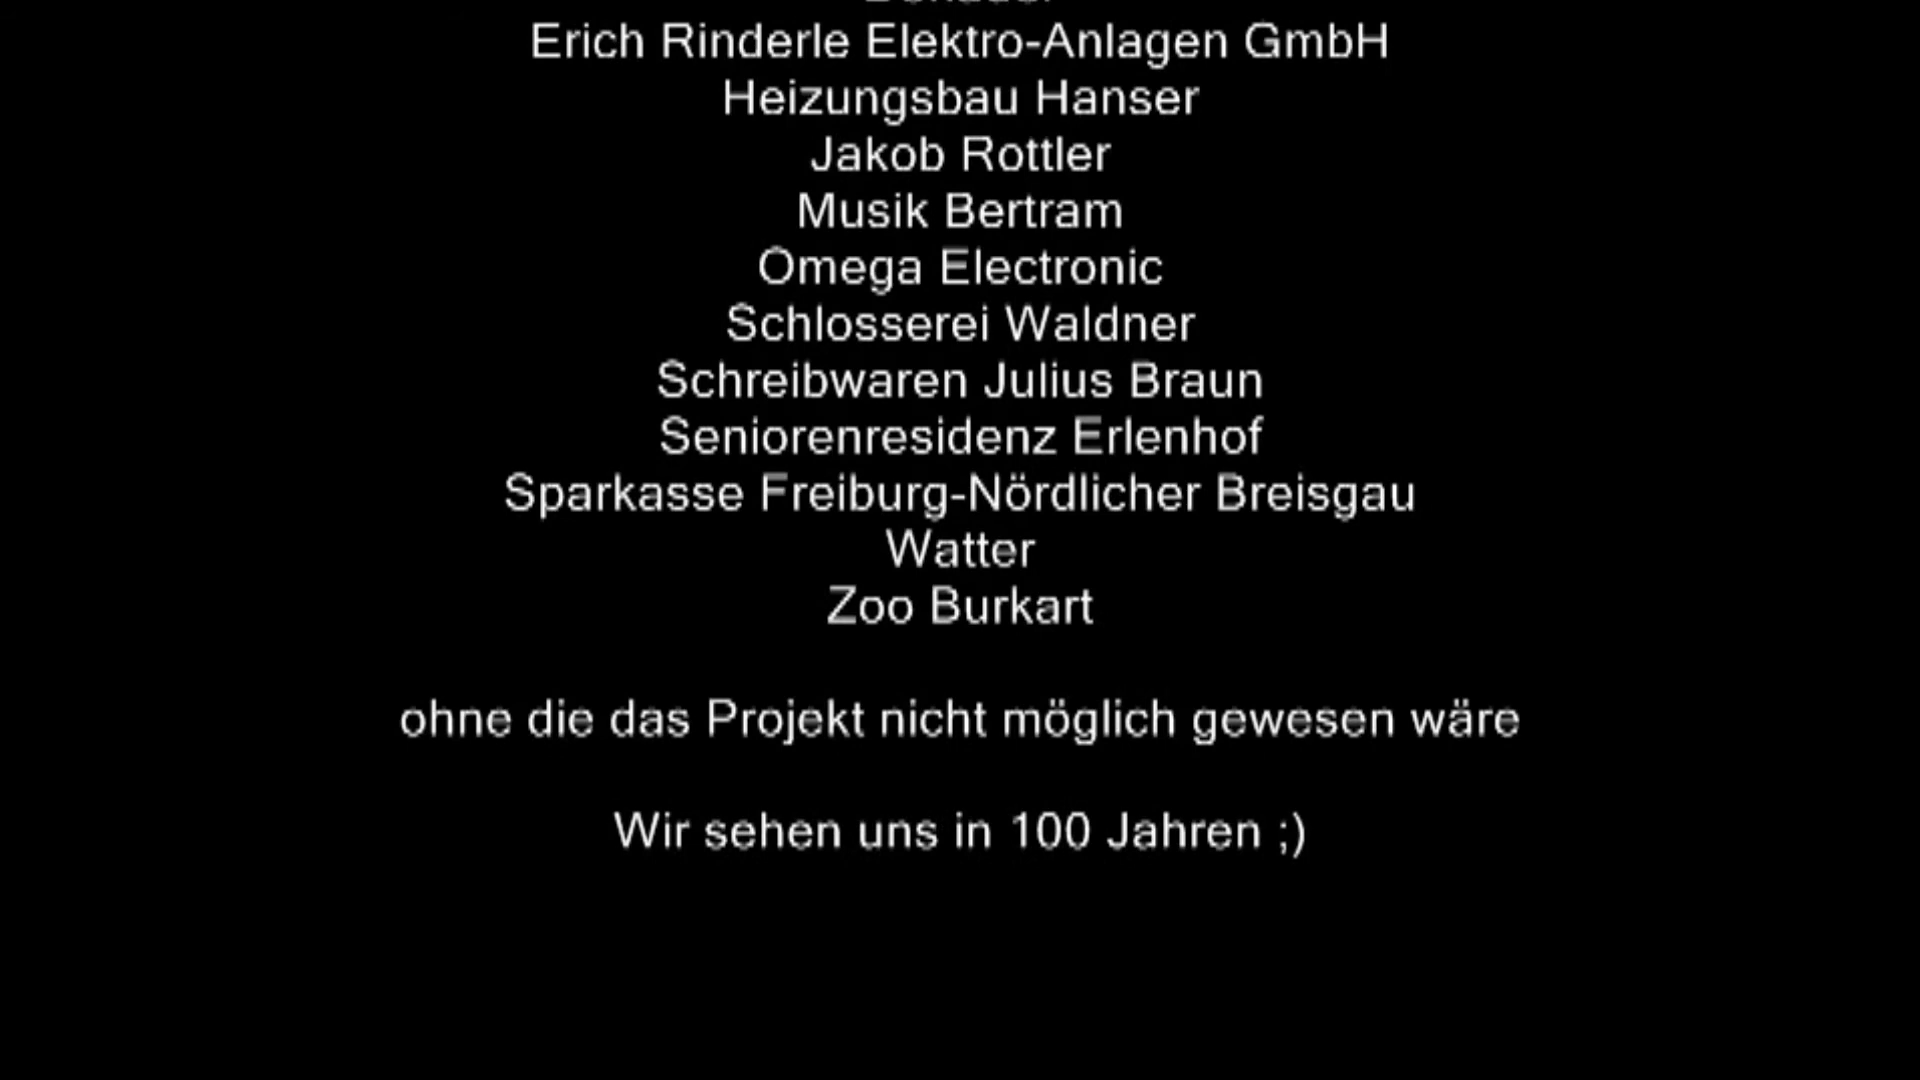 Erich Rinderle Elektro-Anlagen GmbH
Heizungsbau Hanser
Jakob Rottler
Musik Bertram
Omega Electronic
Schlosserei Waldner
Schreibwaren Julius Braun
Seniorenresidenz Erlenhof
Sparkasse Freiburg-Nördlicher Breisgau
Watter
Zoo Burkart
ohne die das Projekt nicht möglich gewesen wäre
Wir sehen uns in 100 Jahren ;)